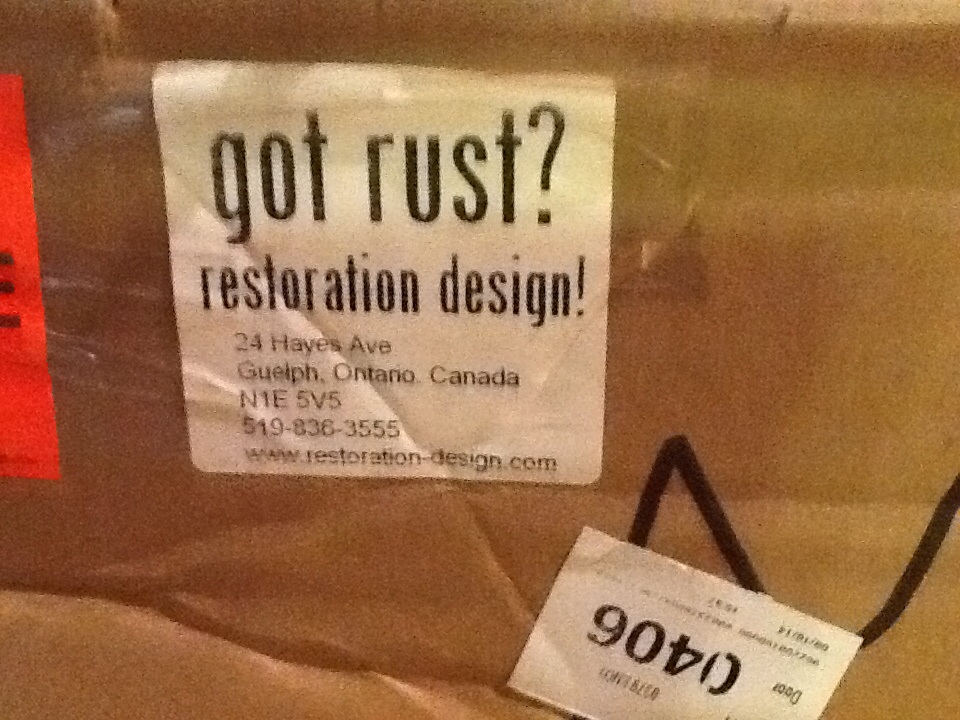 got rust?
restoration design!
24 Hayes Ave
Guelph, Ontario. Canada
N1E 5V5
519-836-3555
www.restoration-design.com
Door
0406